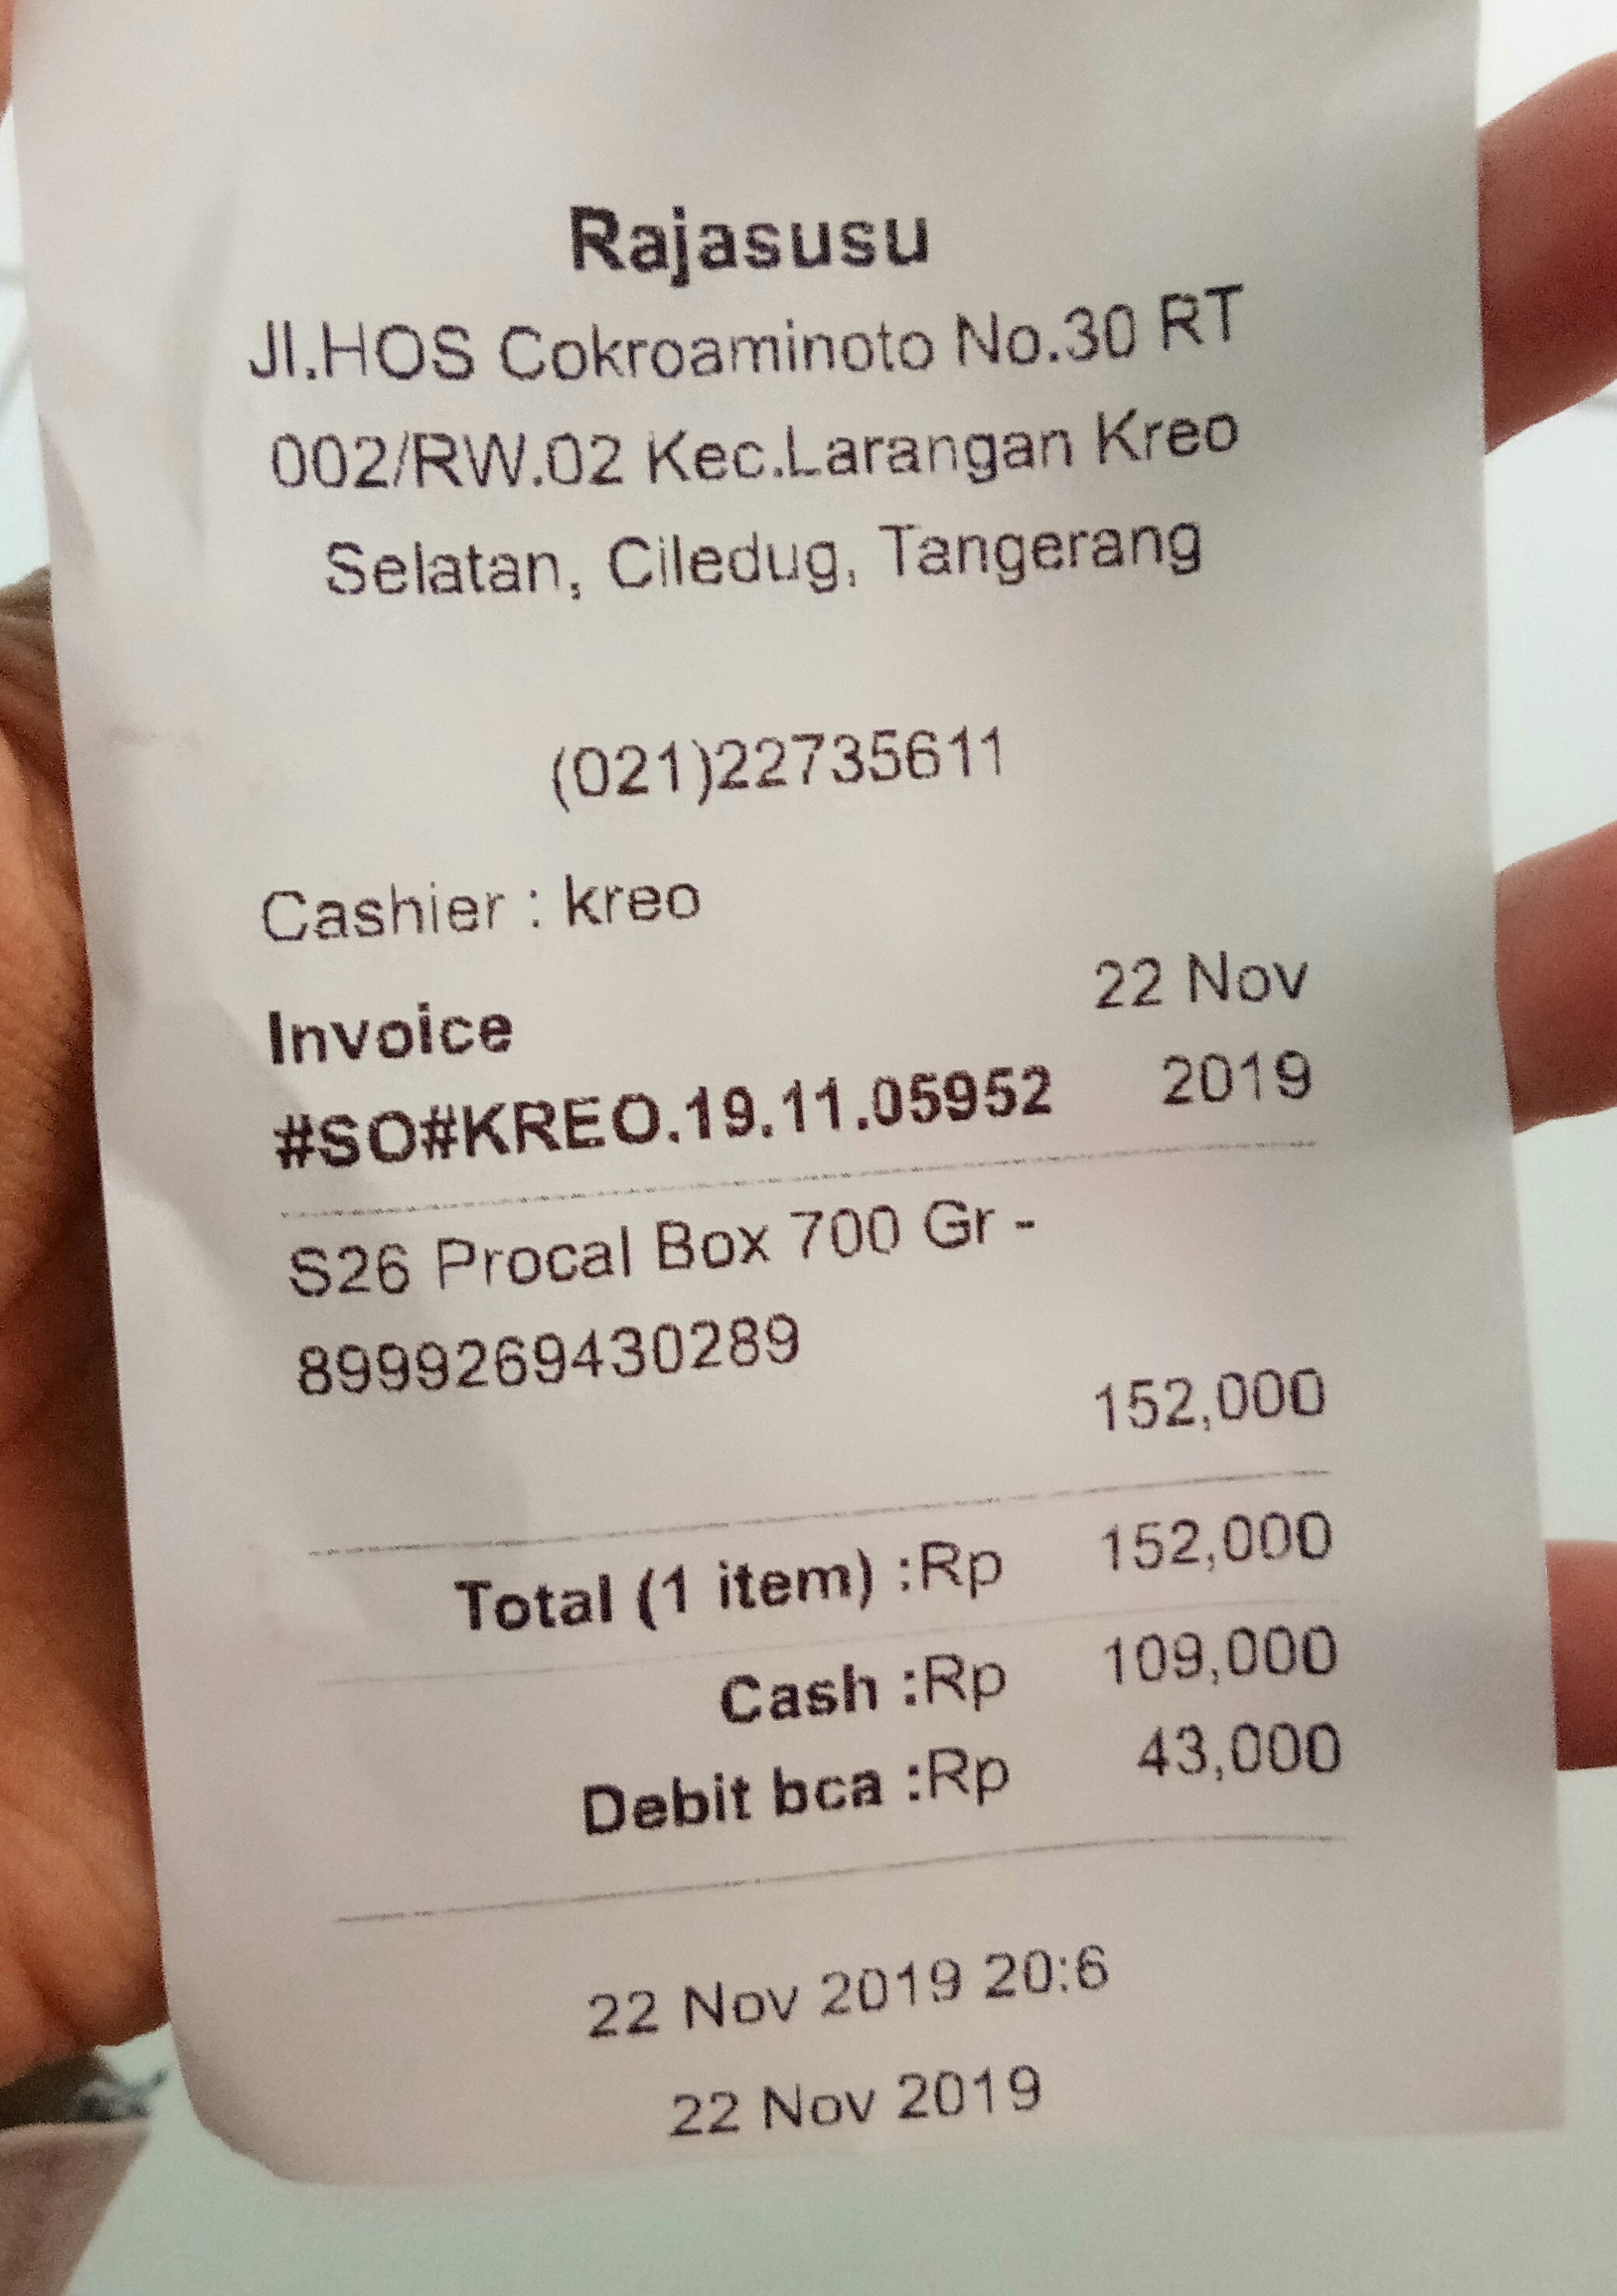 Rajasusu
Jl.HOS Cokroaminoto No.30 RT
002/RW.02 Kec.Larangan Kreo
Selatan, Ciledug, Tangerang
(021)22735611
Cashier : kreo
Invoice 22 Nov
#SO#KREO.19.11.05952 2019
S26 Procal Box 700 Gr -
8999269430289
152,000
Total (1 item) :Rp 152,000
Cash :Rp 109,000
Debit bca :Rp 43,000
22 Nov 2019 20:6
22 Nov 2019